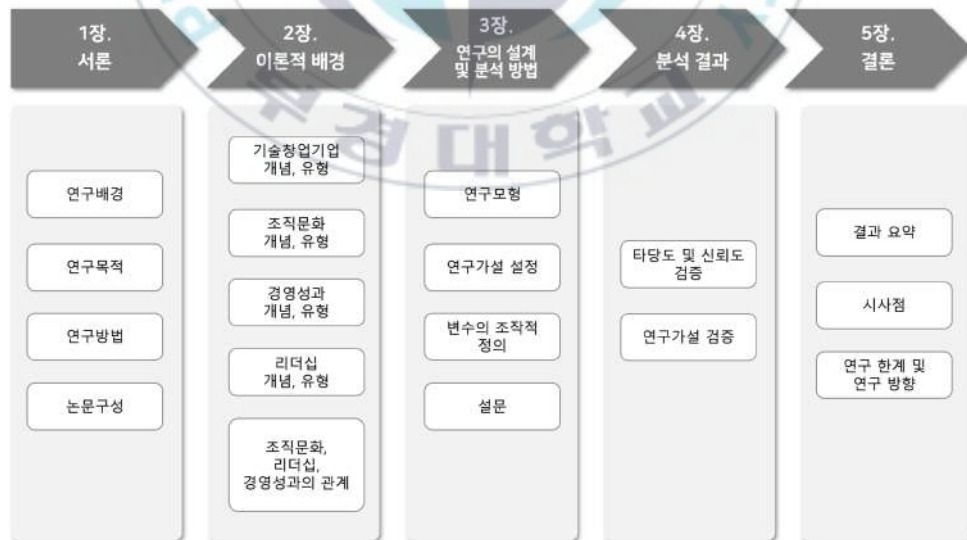 1장.
서론
2장.
이론적 배경
3장.
연구의 설계
및 분석 방법
4장.
분석 결과
5장.
결론
연구배경
연구목적
연구방법
논문구성
기술창업기업
개념, 유형
조직문화
개념, 유형
경영성과
개념, 유형
리더십
개념, 유형
조직문화,
리더십,
경영성과의 관계
연구모형
연구가설 설정
변수의 조작적
정의
설문
타당도 및 신뢰도
검증
연구가설 검증
결과 요약
시사점
연구 한계 및
연구 방향
부경대학교